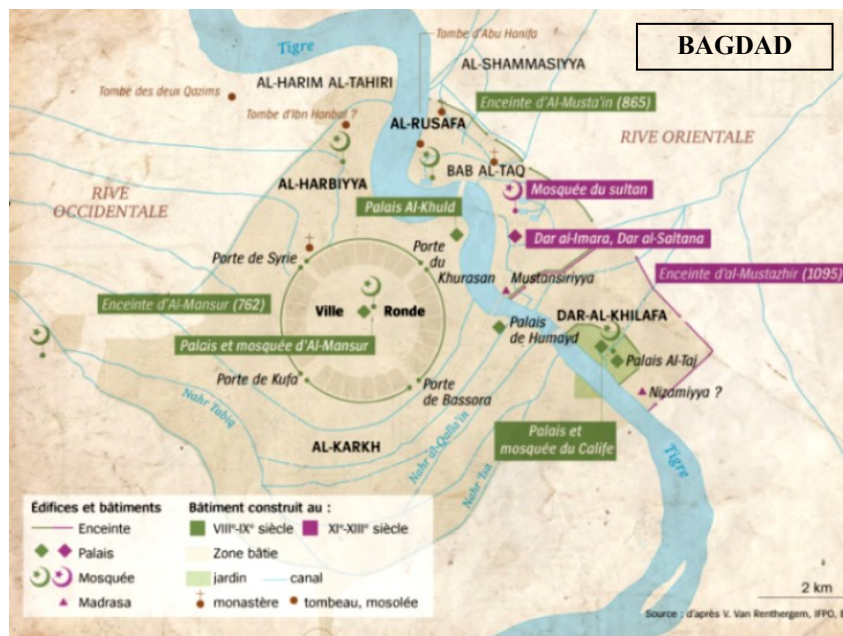 BAGDAD
Tigre
Tombe d'Abu Hanifa
AL-HARIM AL-TAHIRI
AL-SHAMMASIYYA
Tombe des deux Qazims
Tombe d'Ibn Hanbal ?
Enceinte d'Al-Musta'in (865)
AL-RUSAFA
RIVE ORIENTALE
BAB AL-TAQ
RIVE
OCCIDENTALE
AL-HARBIYYA
Mosquée du sultan
Palais Al-Khuld
Dar al-Imara, Dar al-Saltana
Porte de Syrie
Porte
du
Khurasan
Enceinte d'al-Mustazhir (1095)
Mustansiriyya
Enceinte d'Al-Mansur (762)
Ville Ronde
DAR-AL-KHILAFA
Palais
de Humayd
Palais et mosquée d'Al-Mansur
Palais Al-Taj
Porte de Kufa
Porte
de Bassora
Nizamiyya ?
Nahr Tabiq
Palais et
mosquée du Calife
AL-KARKH
Nahr al-Qalla'in
Nahr 'Isa
Tigre
Édifices et bâtiments
Enceinte
Palais
Mosquée
Madrasa
Bâtiment construit au :
VIIIᵉ-IXᵉ siècle
XIᵉ-XIIIᵉ siècle
Zone bâtie
jardin
canal
monastère
tombeau, mosolée
2 km
Source : d'après V. Van Renthergem, IFPO,